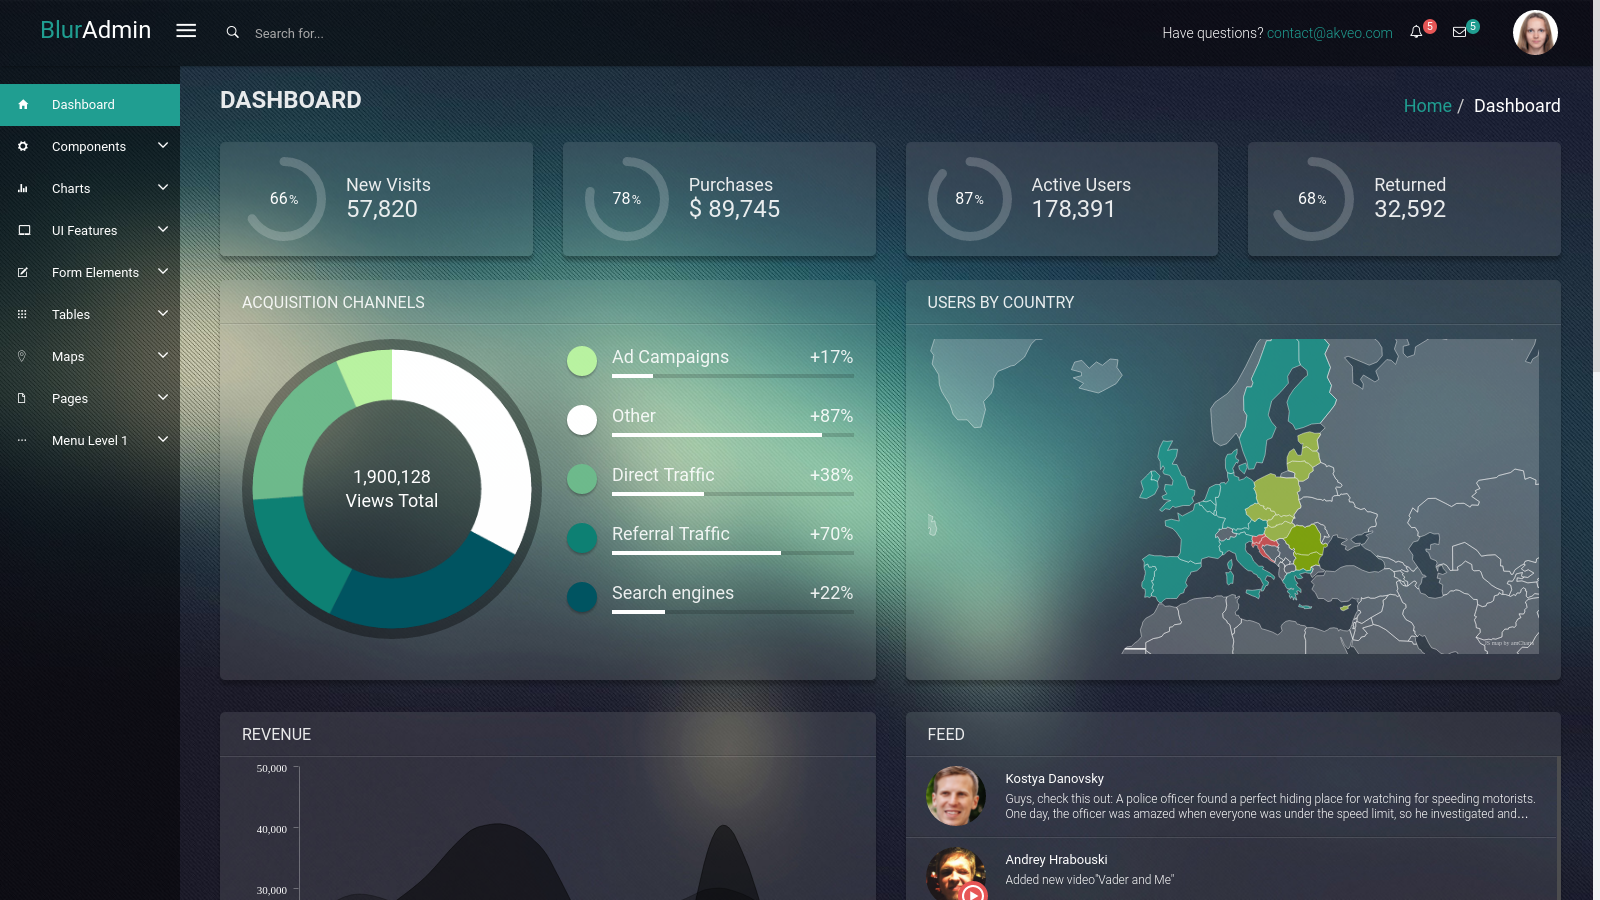 BlurAdmin
Search for...
Have questions? contact@akveo.com
5
5
Dashboard
Components
Charts
UI Features
Form Elements
Tables
Maps
Pages
Menu Level 1
DASHBOARD
Home / Dashboard
66%
New Visits
57,820
78%
Purchases
$ 89,745
87%
Active Users
178,391
68%
Returned
32,592
ACQUISITION CHANNELS
1,900,128
Views Total
Ad Campaigns +17%
Other +87%
Direct Traffic +38%
Referral Traffic +70%
Search engines +22%
USERS BY COUNTRY
JS map by amCharts
REVENUE
50,000
40,000
30,000
FEED
Kostya Danovsky
Guys, check this out: A police officer found a perfect hiding place for watching for speeding motorists.
One day, the officer was amazed when everyone was under the speed limit, so he investigated and...
Andrey Hrabouski
Added new video"Vader and Me"